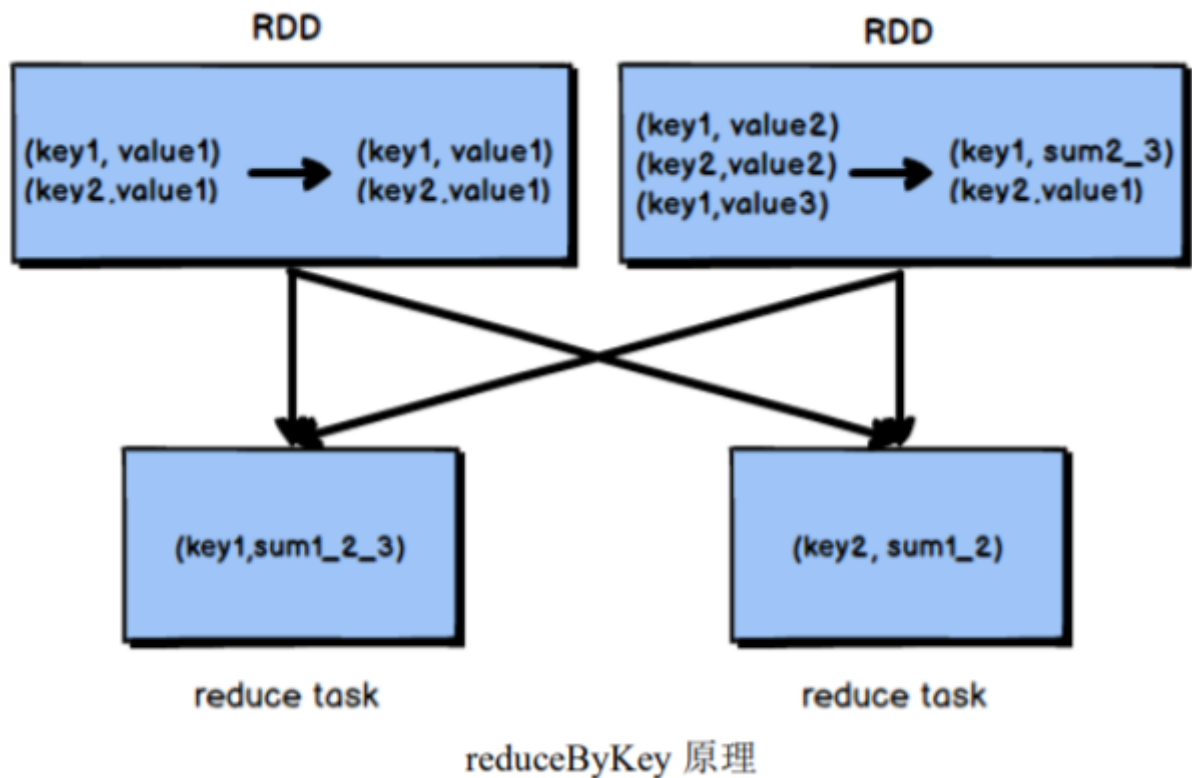 RDD
RDD
(key1, value1)
(key2,value1)
(key1, value1)
(key2,value1)
(key1, value2)
(key2,value2)
(key1,value3)
(key1, sum2_3)
(key2,value1)
(key1,sum1_2_3)
(key2, sum1_2)
reduce task
reduce task
reduceByKey 原理